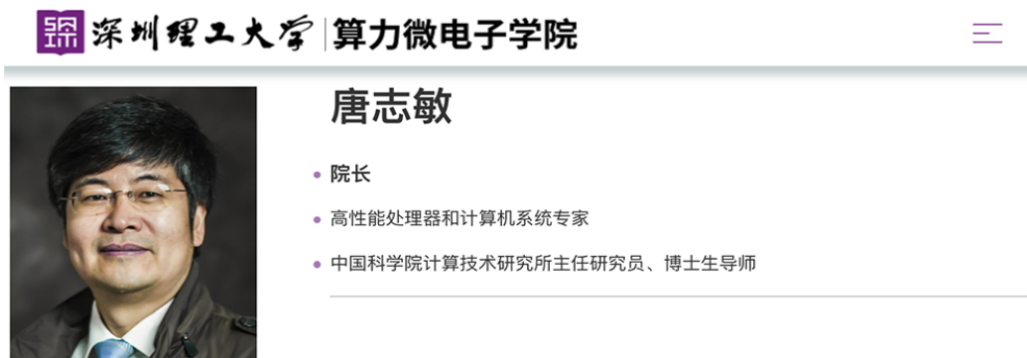 深圳理工大学 算力微电子学院
唐志敏
院长
高性能处理器和计算机系统专家
中国科学院计算技术研究所主任研究员、博士生导师